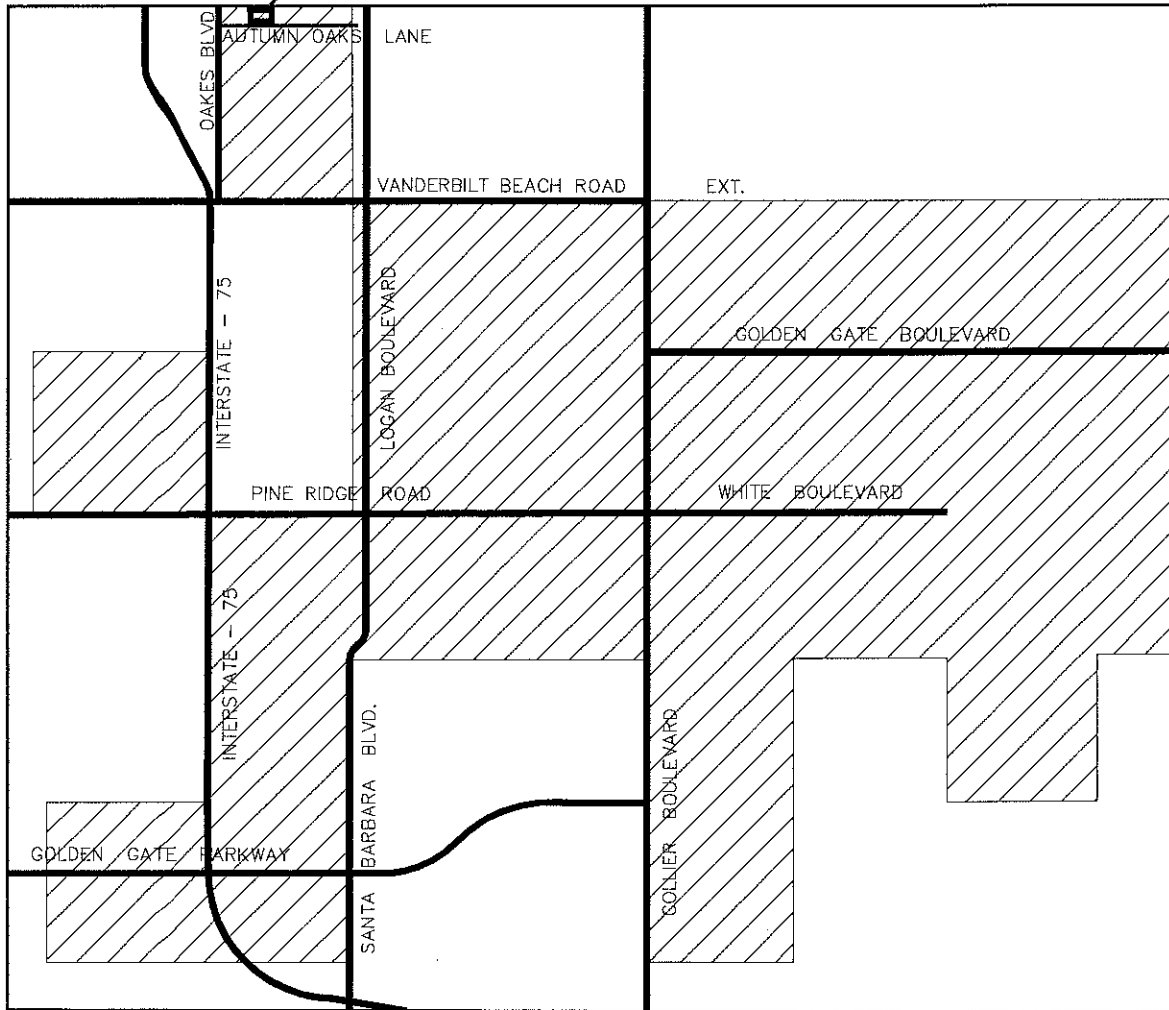 OAKES BLVD.
AUTUMN OAKS LANE
VANDERBILT BEACH ROAD EXT.
INTERSTATE - 75
LOGAN BOULEVARD
GOLDEN GATE BOULEVARD
PINE RIDGE ROAD
WHITE BOULEVARD
INTERSTATE - 75
SANTA BARBARA BLVD.
COLLIER BOULEVARD
GOLDEN GATE PARKWAY